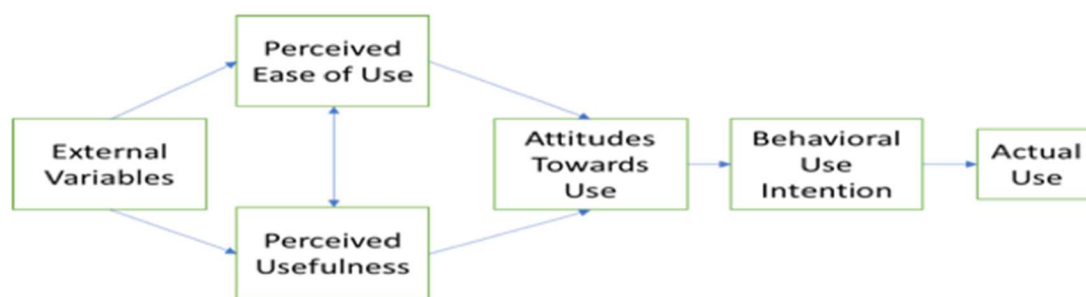 Perceived
Ease of Use
External
Variables
Perceived
Usefulness
Attitudes
Towards
Use
Behavioral
Use
Intention
Actual
Use